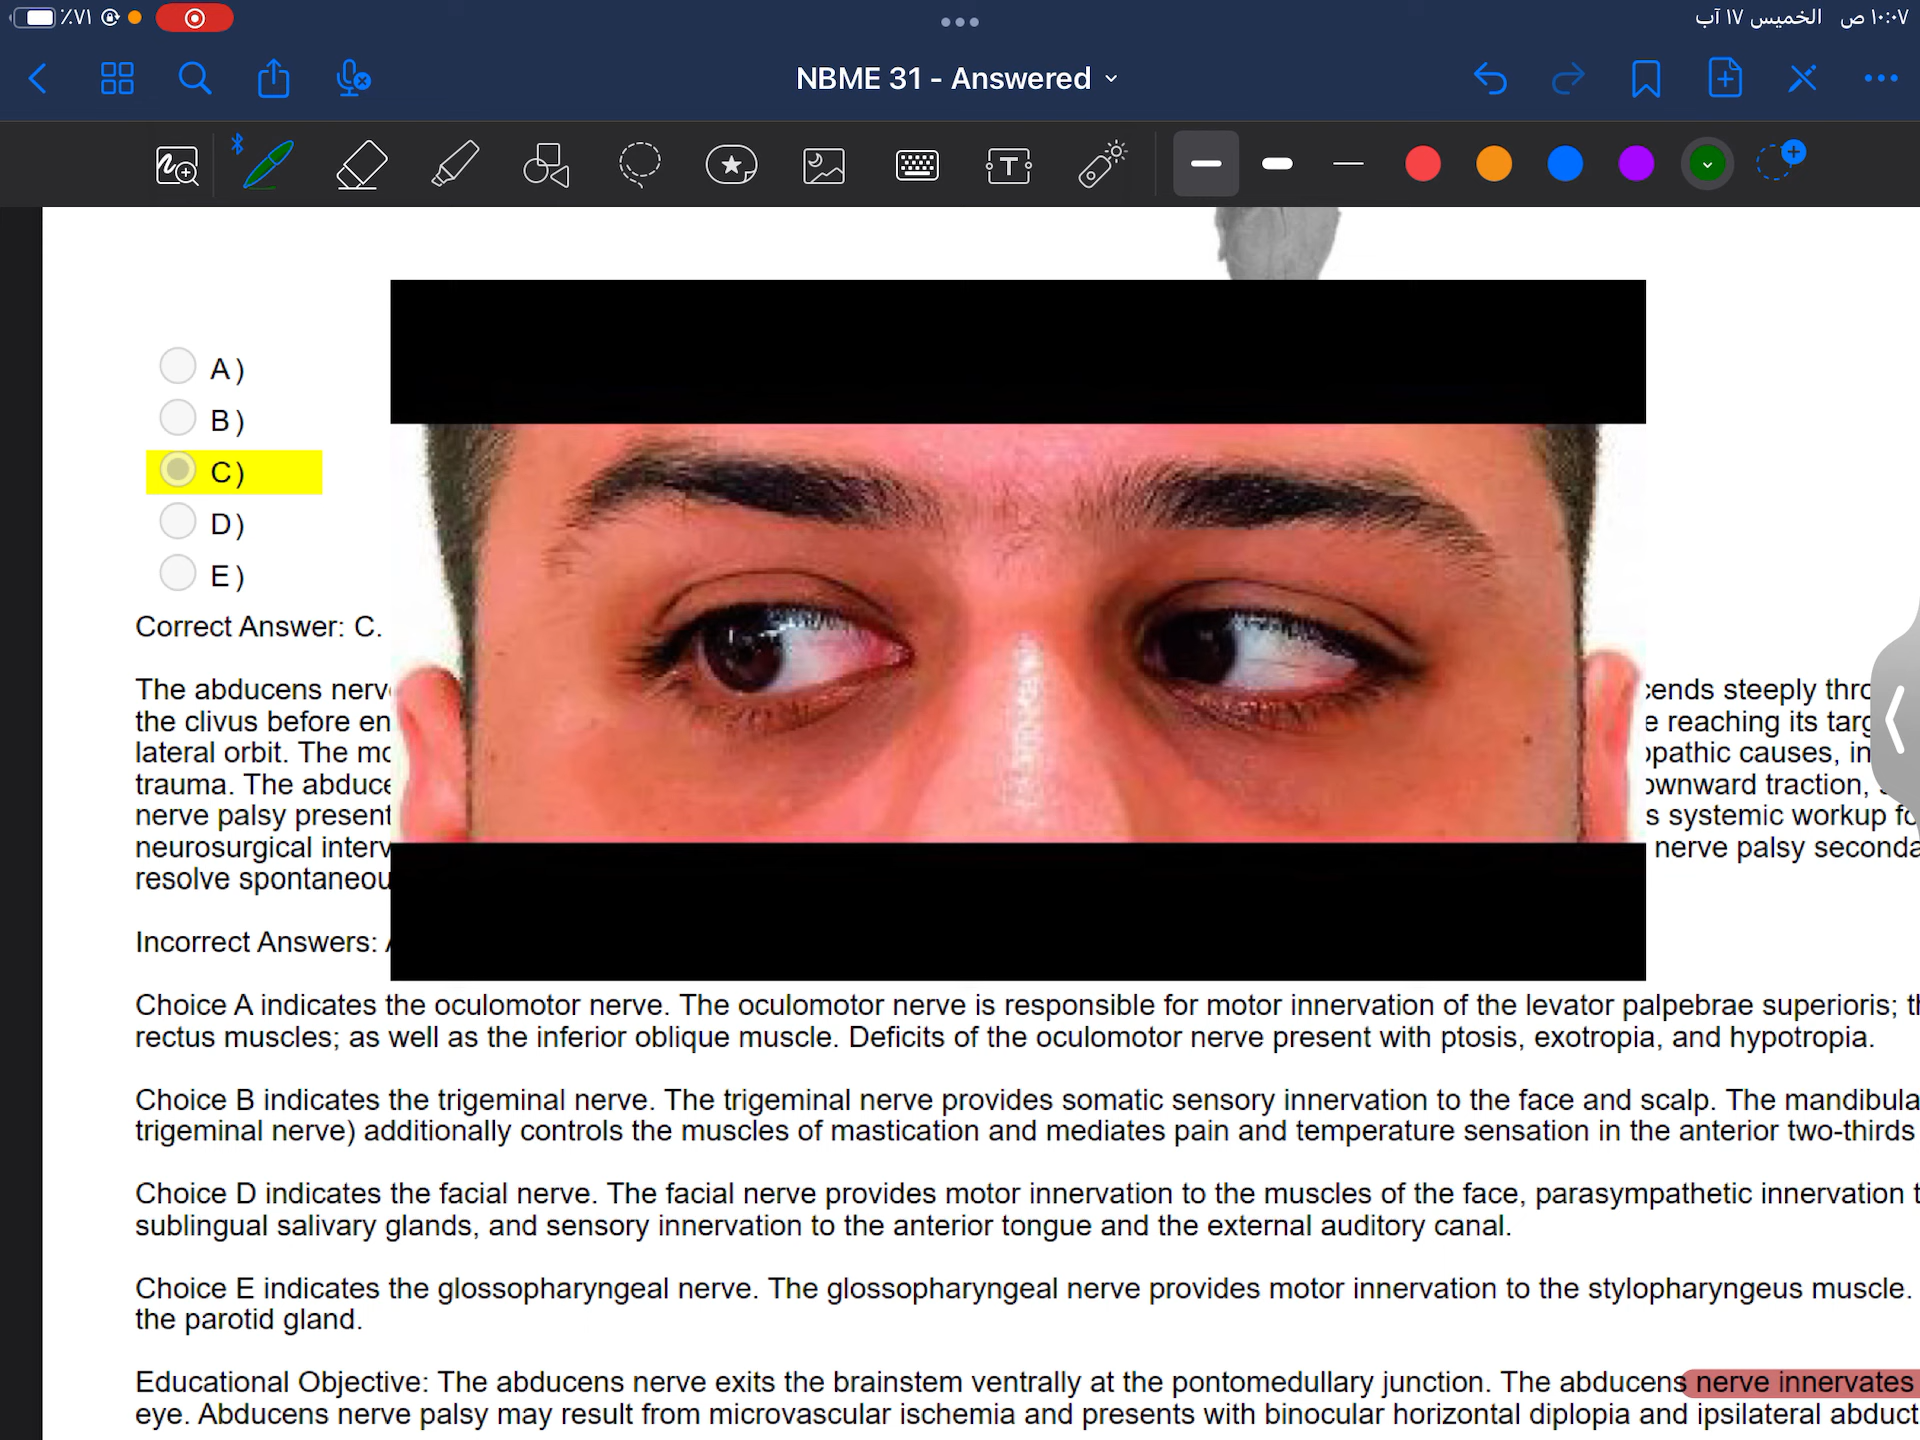 ٪٧١
الخميس ١٧ آب ١٠:٠٧ ص
NBME 31 - Answered
T
A)
B)
C)
D)
E)
Correct Answer: C.
The abducens nerv
cends steeply thro
the clivus before en
e reaching its targ
lateral orbit. The mo
opathic causes, in
trauma. The abduce
ownward traction,
nerve palsy present
s systemic workup fo
neurosurgical interv
nerve palsy seconda
resolve spontaneou
Incorrect Answers:
Choice A indicates the oculomotor nerve. The oculomotor nerve is responsible for motor innervation of the levator palpebrae superioris; th
rectus muscles; as well as the inferior oblique muscle. Deficits of the oculomotor nerve present with ptosis, exotropia, and hypotropia.
Choice B indicates the trigeminal nerve. The trigeminal nerve provides somatic sensory innervation to the face and scalp. The mandibula
trigeminal nerve) additionally controls the muscles of mastication and mediates pain and temperature sensation in the anterior two-thirds
Choice D indicates the facial nerve. The facial nerve provides motor innervation to the muscles of the face, parasympathetic innervation t
sublingual salivary glands, and sensory innervation to the anterior tongue and the external auditory canal.
Choice E indicates the glossopharyngeal nerve. The glossopharyngeal nerve provides motor innervation to the stylopharyngeus muscle.
the parotid gland.
Educational Objective: The abducens nerve exits the brainstem ventrally at the pontomedullary junction. The abducens nerve innervates
eye. Abducens nerve palsy may result from microvascular ischemia and presents with binocular horizontal diplopia and ipsilateral abduct